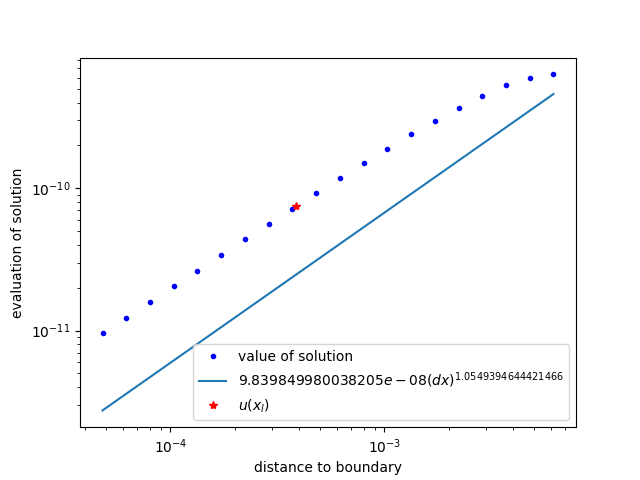 evaluation of solution
10⁻¹⁰
10⁻¹¹
value of solution
9.839849980038205e − 08(dx)^1.0549394644421466
u(x_l)
10⁻⁴
10⁻³
distance to boundary